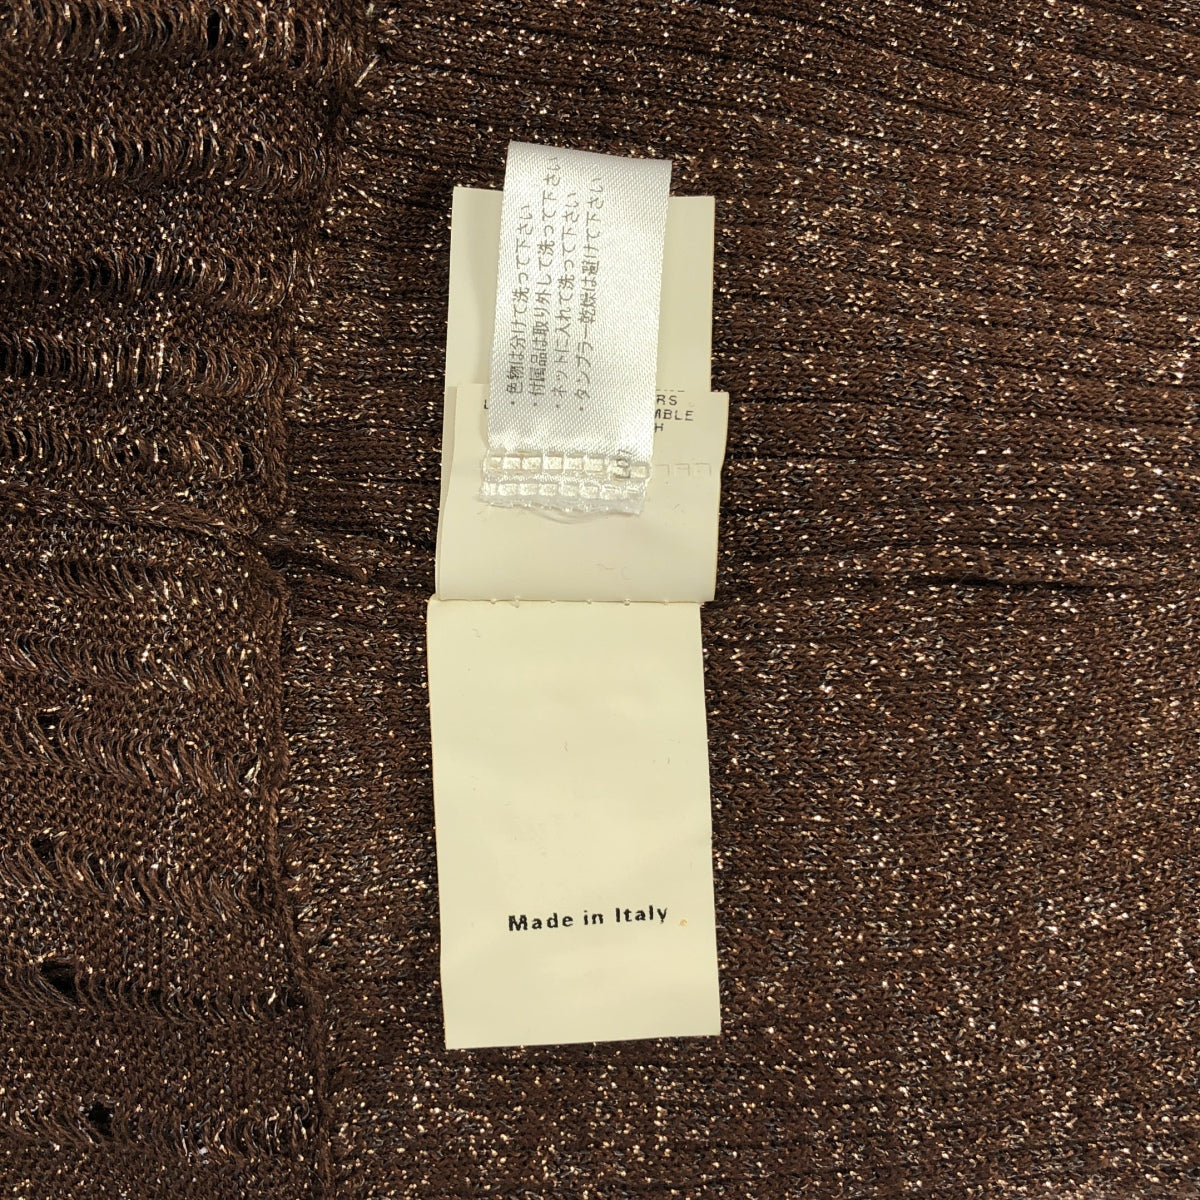 ・色物は分けて洗って下さい
・付属品は取り外して洗って下さい
・ネットに入れて洗って下さい
・タンブラー乾燥は避けて下さい
RS
MBLE
H
Made in Italy